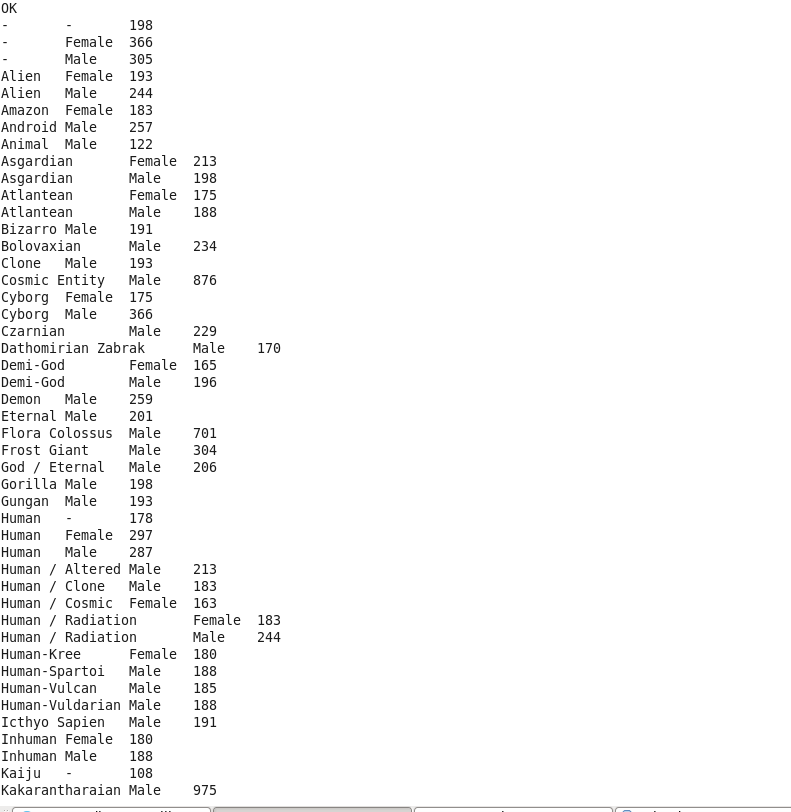 OK
- - 198
- Female 366
- Male 305
Alien Female 193
Alien Male 244
Amazon Female 183
Android Male 257
Animal Male 122
Asgardian Female 213
Asgardian Male 198
Atlantean Female 175
Atlantean Male 188
Bizarro Male 191
Bolovaxian Male 234
Clone Male 193
Cosmic Entity Male 876
Cyborg Female 175
Cyborg Male 366
Czarnian Male 229
Dathomirian Zabrak Male 170
Demi-God Female 165
Demi-God Male 196
Demon Male 259
Eternal Male 201
Flora Colossus Male 701
Frost Giant Male 304
God / Eternal Male 206
Gorilla Male 198
Gungan Male 193
Human - 178
Human Female 297
Human Male 287
Human / Altered Male 213
Human / Clone Male 183
Human / Cosmic Female 163
Human / Radiation Female 183
Human / Radiation Male 244
Human-Kree Female 180
Human-Spartoi Male 188
Human-Vulcan Male 185
Human-Vuldarian Male 188
Icthyo Sapien Male 191
Inhuman Female 180
Inhuman Male 188
Kaiju - 108
Kakarantharaian Male 975